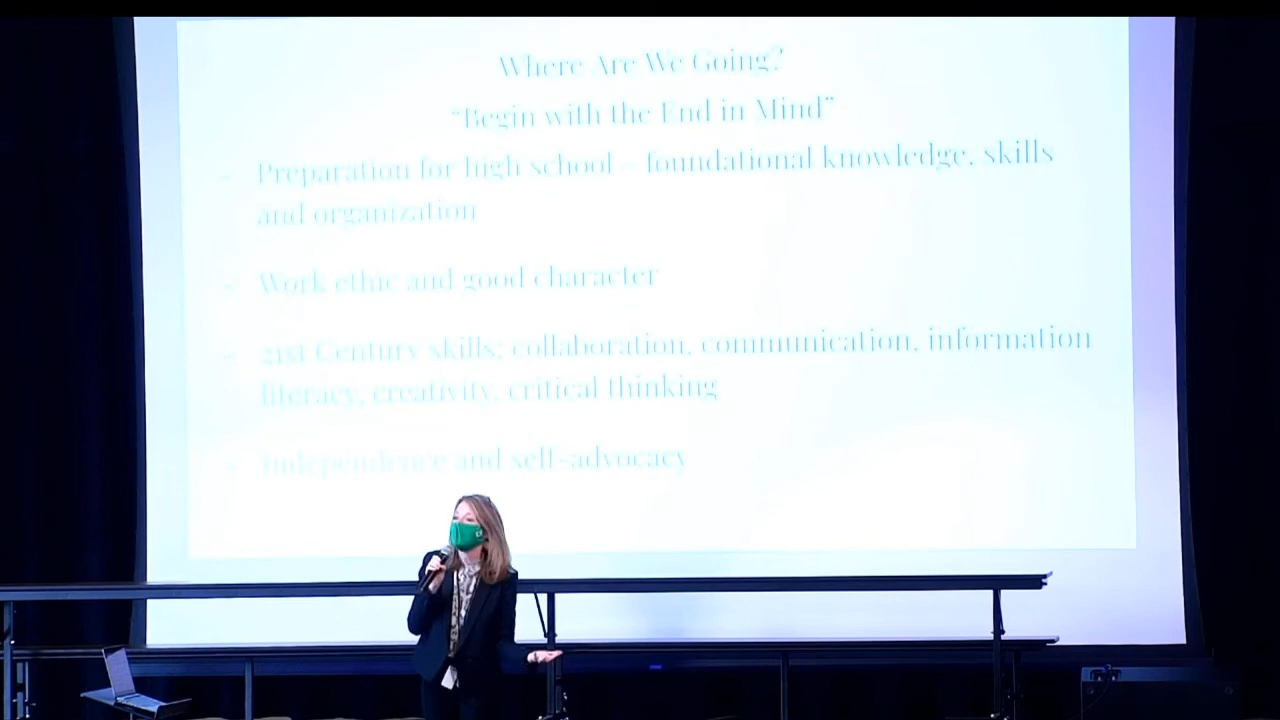 Where Are We Going?
“Begin with the End in Mind”
- Preparation for high school – foundational knowledge, skills
and organization
- Work ethic and good character
- 21st Century skills; collaboration, communication, information
literacy, creativity, critical thinking
- Independence and self-advocacy